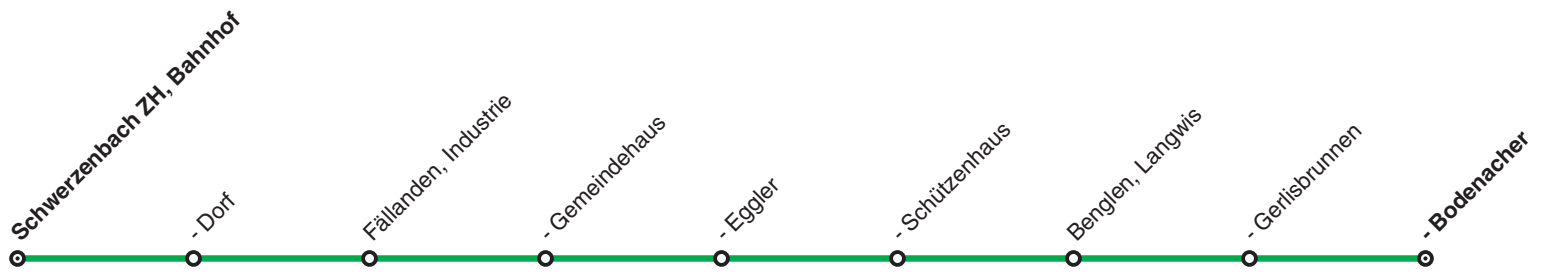 Schwerzenbach ZH, Bahnhof
- Dorf
Fällanden, Industrie
- Gemeindehaus
- Eggler
- Schützenhaus
Benglen, Langwis
- Gerlisbrunnen
- Bodenacher